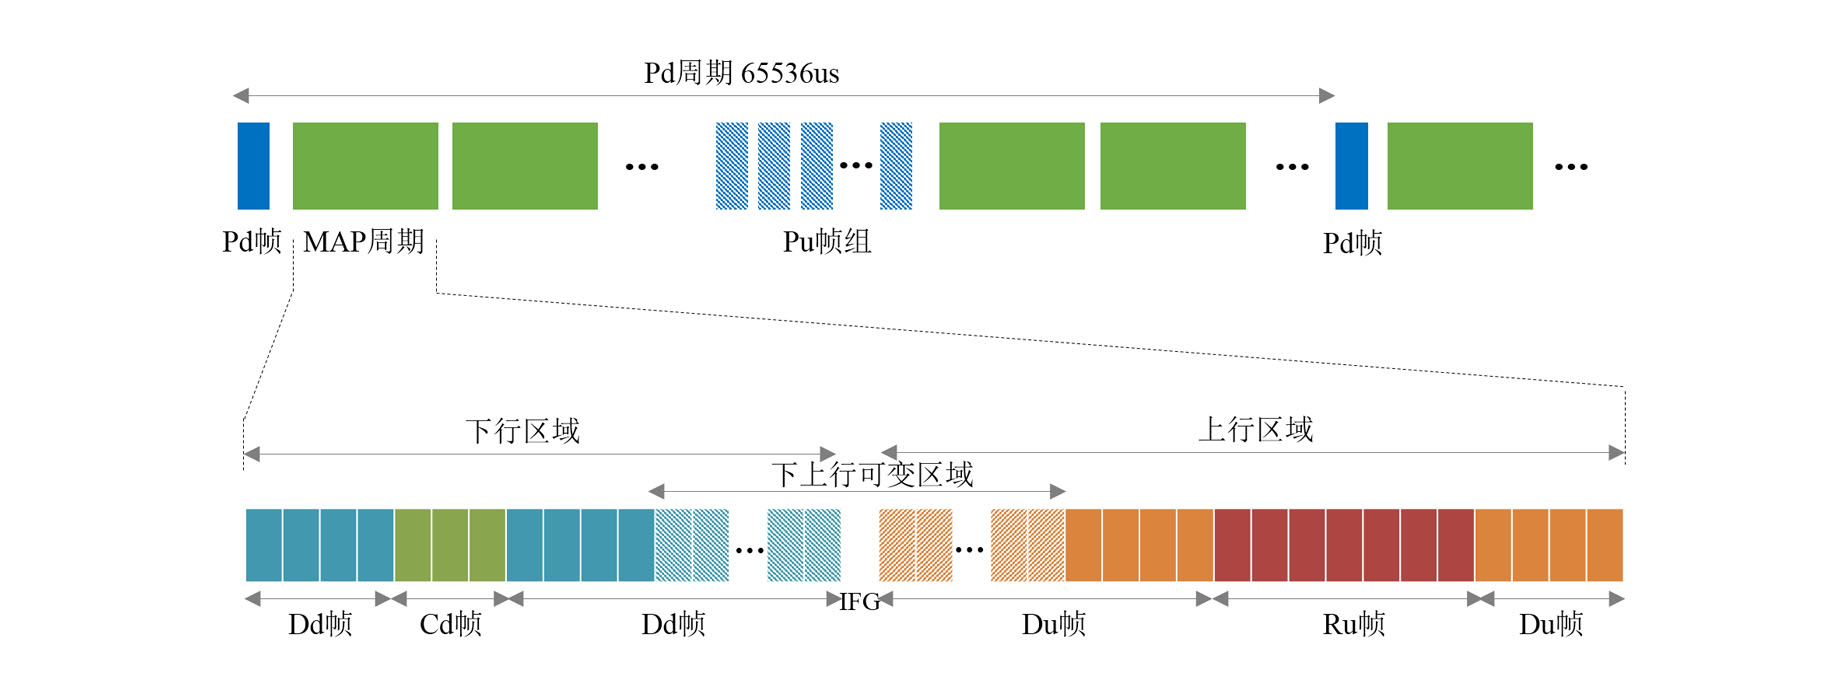 Pd周期 65536us
...
...
...
...
Pd帧
MAP周期
Pu帧组
Pd帧
下行区域
上行区域
下上行可变区域
...
...
IFG
Dd帧
Cd帧
Dd帧
Du帧
Ru帧
Du帧